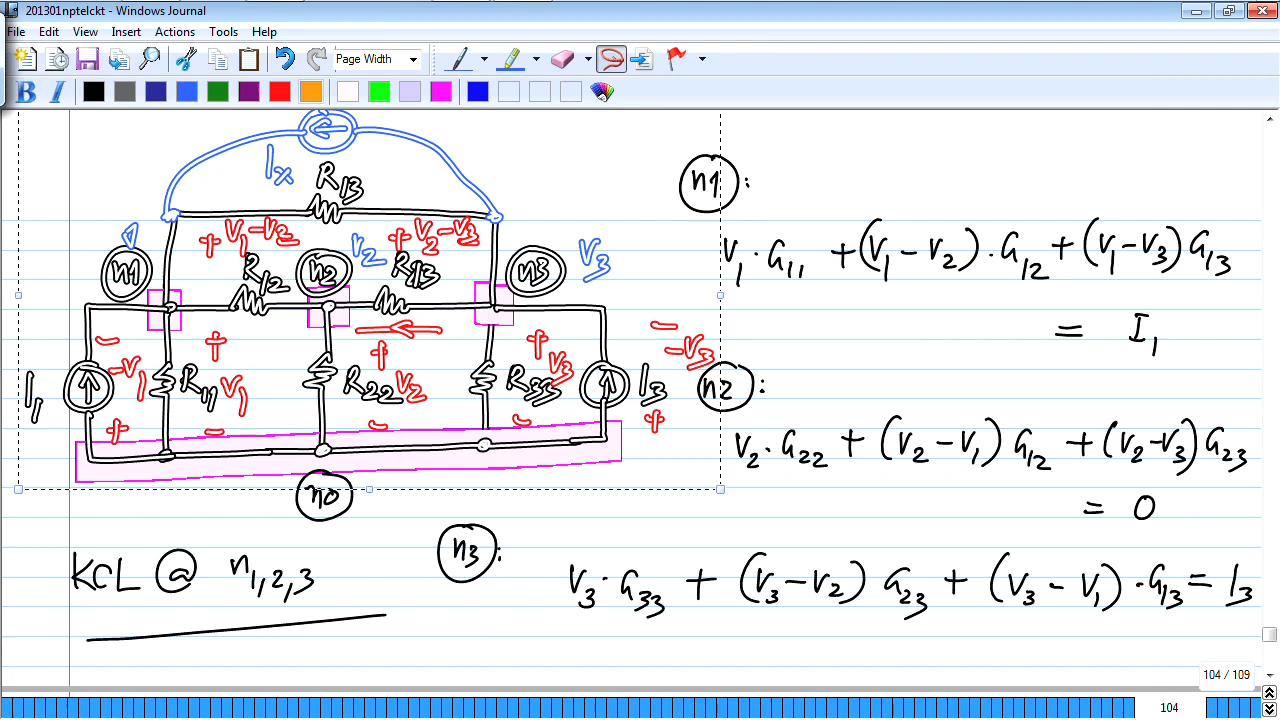 201301nptelckt - Windows Journal
File Edit View Insert Actions Tools Help
Page Width
B I
Ix
R13
n1 : 
+ V1-V2 V2 + V2-V3 V3
n1 R12 n2 R13 n3
V1 · G11 + (V1 - V2) · G12 + (V1 - V3) G13
= I1
I1 - -V1 + R11 + V1 - R22 + V2 - R33 + V3 - I3 - -V3 +
n2 :
V2 · G22 + (V2 - V1) G12 + (V2 - V3) G23
= 0
n0
n3 :
KCL @ n1,2,3
V3 · G33 + (V3 - V2) G23 + (V3 - V1) · G13 = I3
104 / 109
104